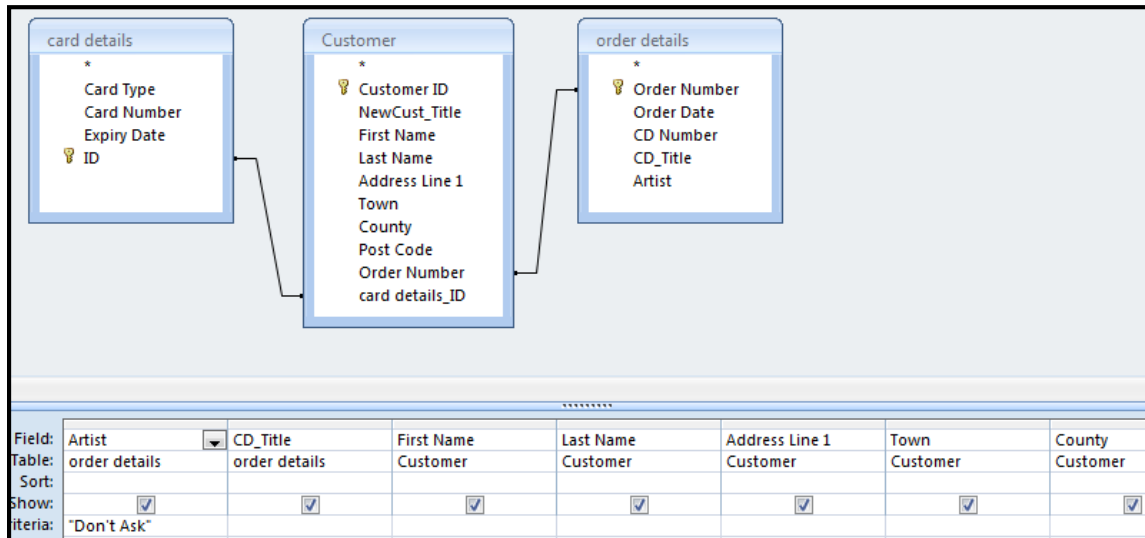 card details
*
Card Type
Card Number
Expiry Date
ID
Customer
*
Customer ID
NewCust_Title
First Name
Last Name
Address Line 1
Town
County
Post Code
Order Number
card details_ID
order details
*
Order Number
Order Date
CD Number
CD_Title
Artist
Field: Artist CD_Title First Name Last Name Address Line 1 Town County
Table: order details order details Customer Customer Customer Customer Customer
Sort:
Show:
iteria: "Don't Ask"